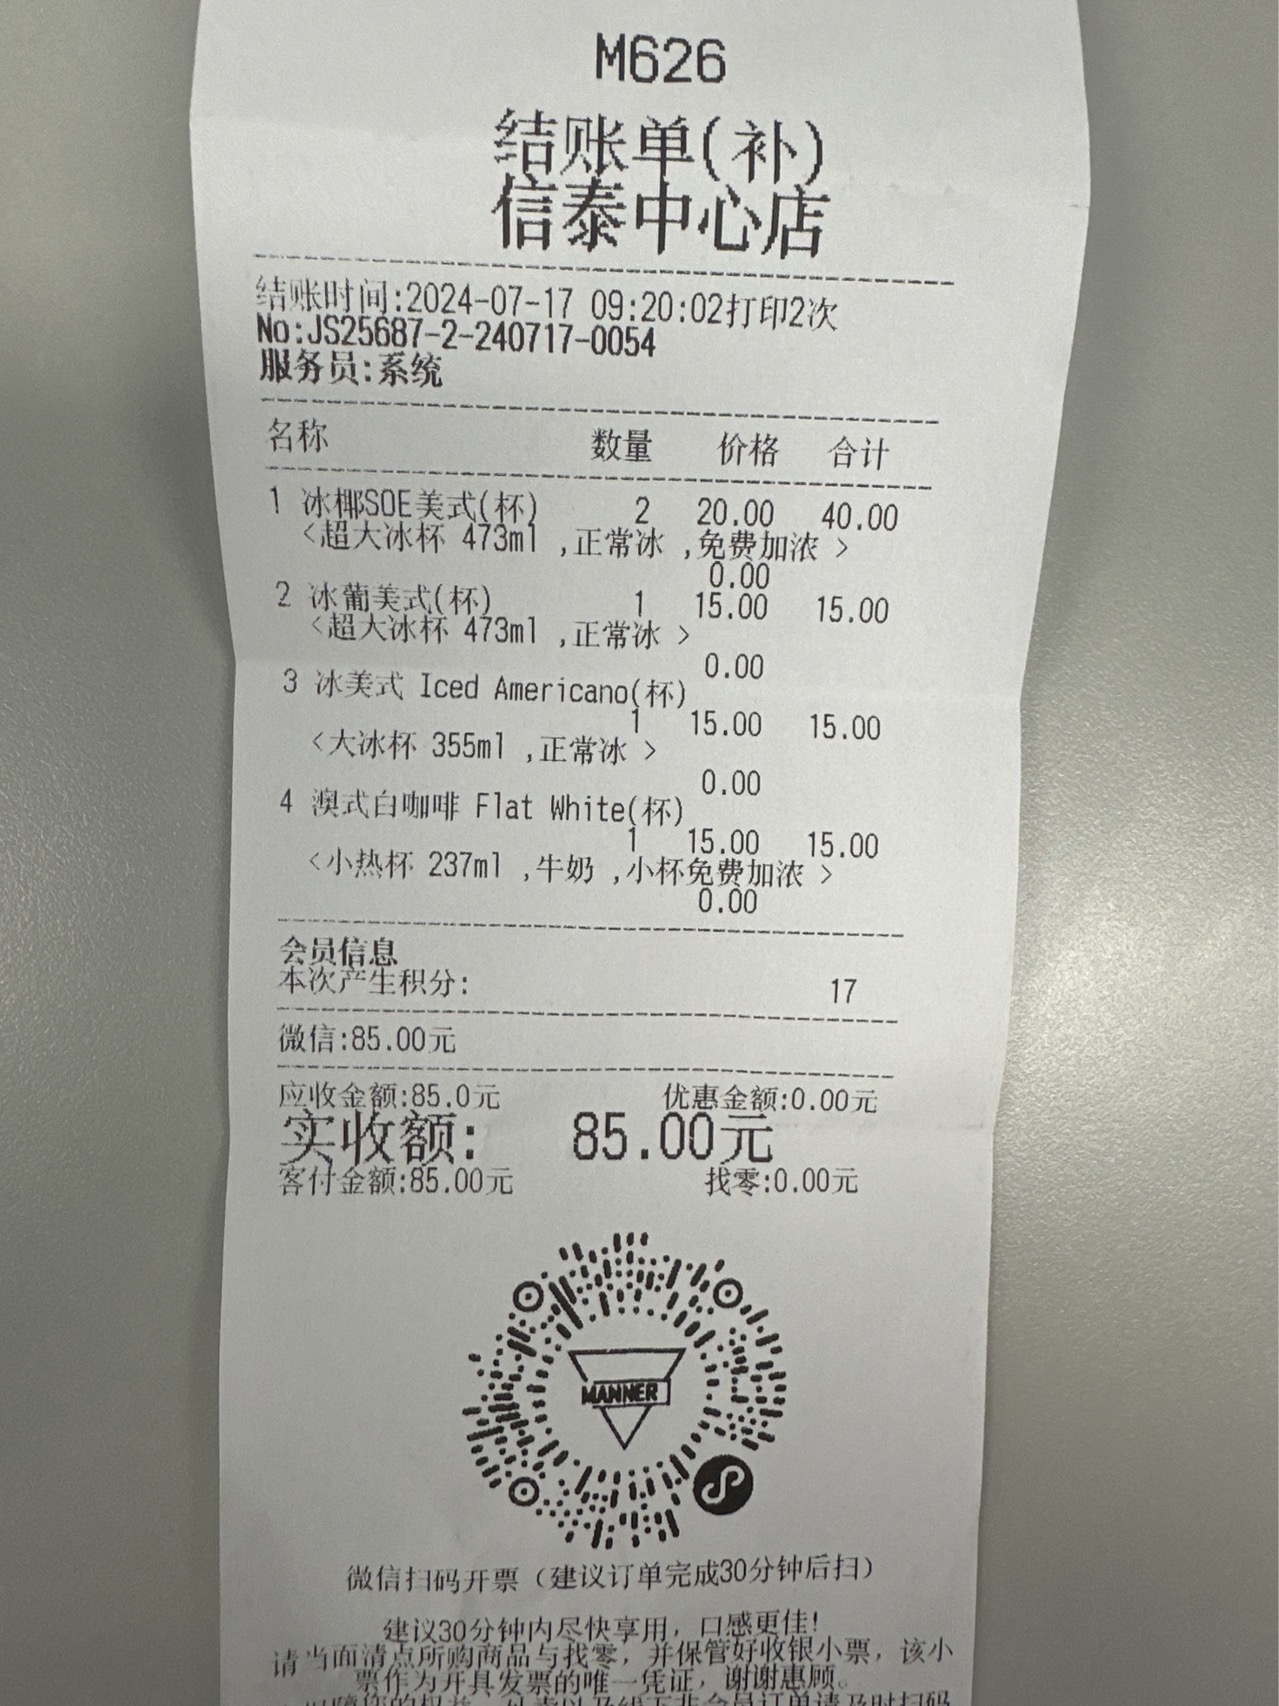 M626
结账单(补)
信泰中心店
结账时间:2024-07-17 09:20:02打印2次
No:JS25687-2-240717-0054
服务员:系统
名称 数量 价格 合计
1 冰椰SOE美式(杯) 2 20.00 40.00
<超大冰杯 473ml ,正常冰 ,免费加浓 >
0.00
2 冰葡美式(杯) 1 15.00 15.00
<超大冰杯 473ml ,正常冰 >
0.00
3 冰美式 Iced Americano(杯)
1 15.00 15.00
<大冰杯 355ml ,正常冰 >
0.00
4 澳式白咖啡 Flat White(杯)
1 15.00 15.00
<小热杯 237ml ,牛奶 ,小杯免费加浓 >
0.00
会员信息
本次产生积分: 17
微信:85.00元
应收金额:85.0元 优惠金额:0.00元
实收额: 85.00元
客付金额:85.00元 找零:0.00元
MANNER
微信扫码开票（建议订单完成30分钟后扫）
建议30分钟内尽快享用，口感更佳!
请当面清点所购商品与找零，并保管好收银小票，该小
票作为开具发票的唯一凭证，谢谢惠顾。